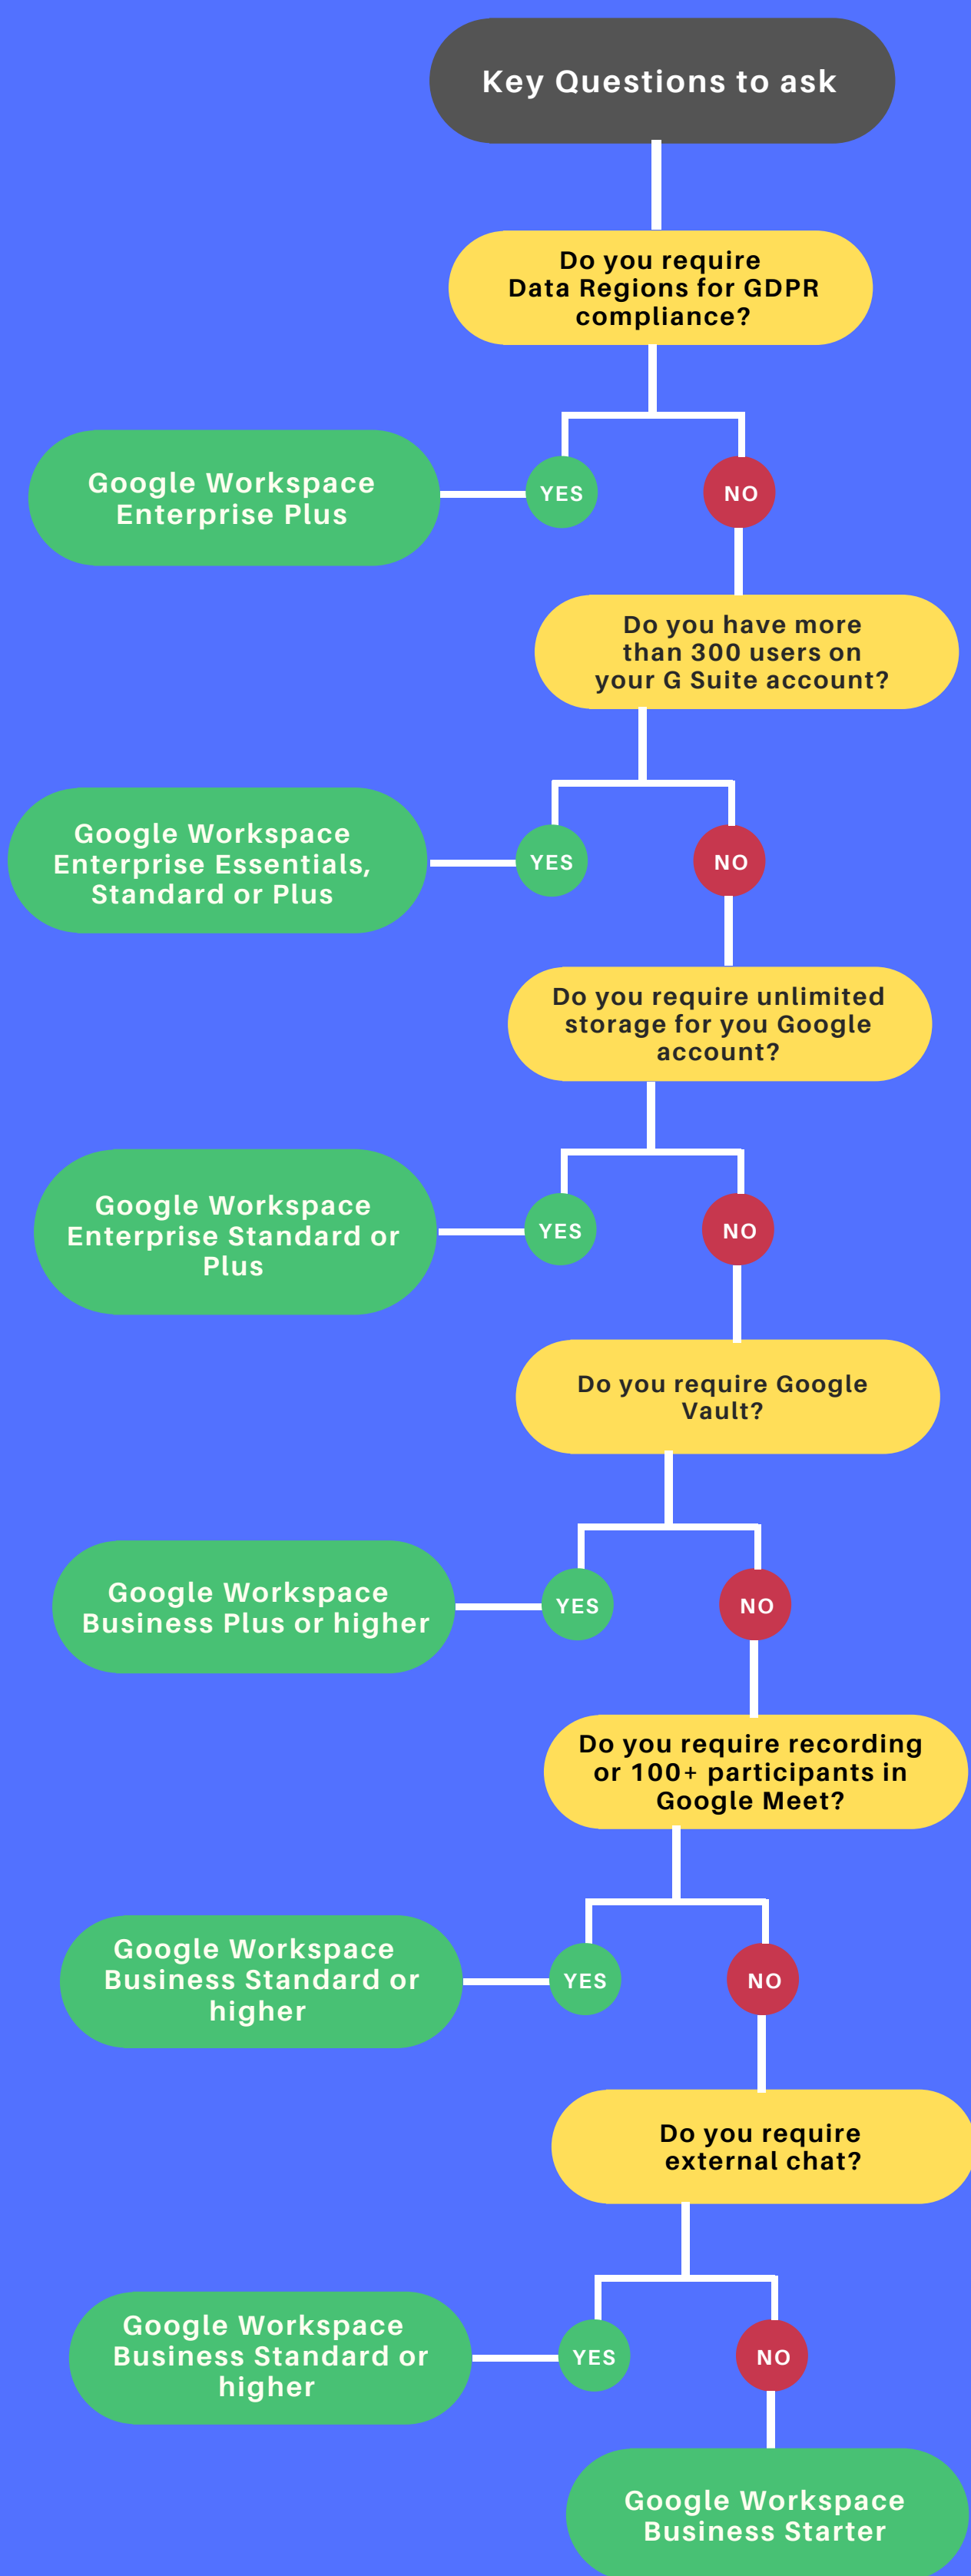 Key Questions to ask
Do you require
Data Regions for GDPR
compliance?
Google Workspace
Enterprise Plus
YES
NO
Do you have more
than 300 users on
your G Suite account?
Google Workspace
Enterprise Essentials,
Standard or Plus
YES
NO
Do you require unlimited
storage for you Google
account?
Google Workspace
Enterprise Standard or
Plus
YES
NO
Do you require Google
Vault?
Google Workspace
Business Plus or higher
YES
NO
Do you require recording
or 100+ participants in
Google Meet?
Google Workspace
Business Standard or
higher
YES
NO
Do you require
external chat?
Google Workspace
Business Standard or
higher
YES
NO
Google Workspace
Business Starter